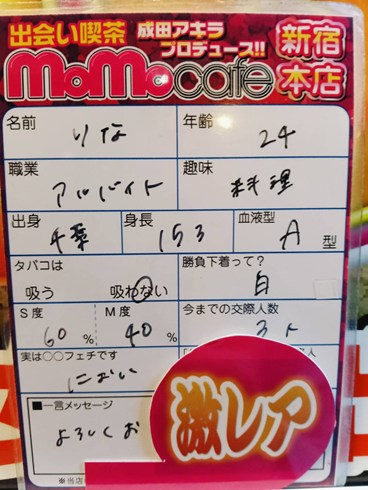 出会い喫茶 成田アキラ プロデュース!! 新宿本店
MoMocafe
名前 りな 年齢 24
職業 アルバイト 趣味 料理
出身 千葉 身長 153 血液型 A型
タバコは 勝負下着って?
吸う 吸わない 白
S度 60% M度 40% 今までの交際人数 3人
実は〇〇フェチです
におい
■一言メッセージ
よろしくお
激レア
※当店